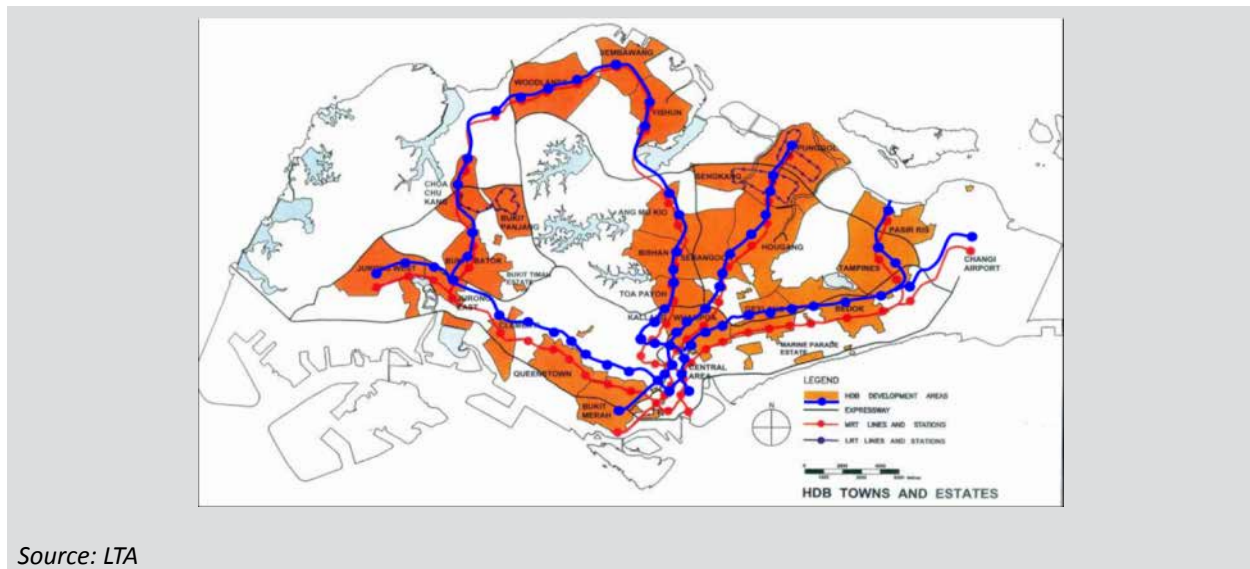 SEMBAWANG
WOODLANDS
YISHUN
PUNGGOL
SENGKANG
CHOA
CHU
KANG
BUKIT
PANJANG
ANG MO KIO
PASIR RIS
HOUGANG
BISHAN
SERANGOON
CHANGI
AIRPORT
TAMPINES
JURONG WEST
BUKIT BATOK
BUKIT TIMAH
ESTATE
TOA PAYOH
JURONG
EAST
KALLANG
WHAMPOA
GEYLANG
BEDOK
CLEMENTI
MARINE PARADE
ESTATE
QUEENSTOWN
CENTRAL
AREA
BUKIT
MERAH
N
LEGEND
HDB DEVELOPMENT AREAS
EXPRESSWAY
MRT LINES AND STATIONS
LRT LINES AND STATIONS
HDB TOWNS AND ESTATES
Source: LTA